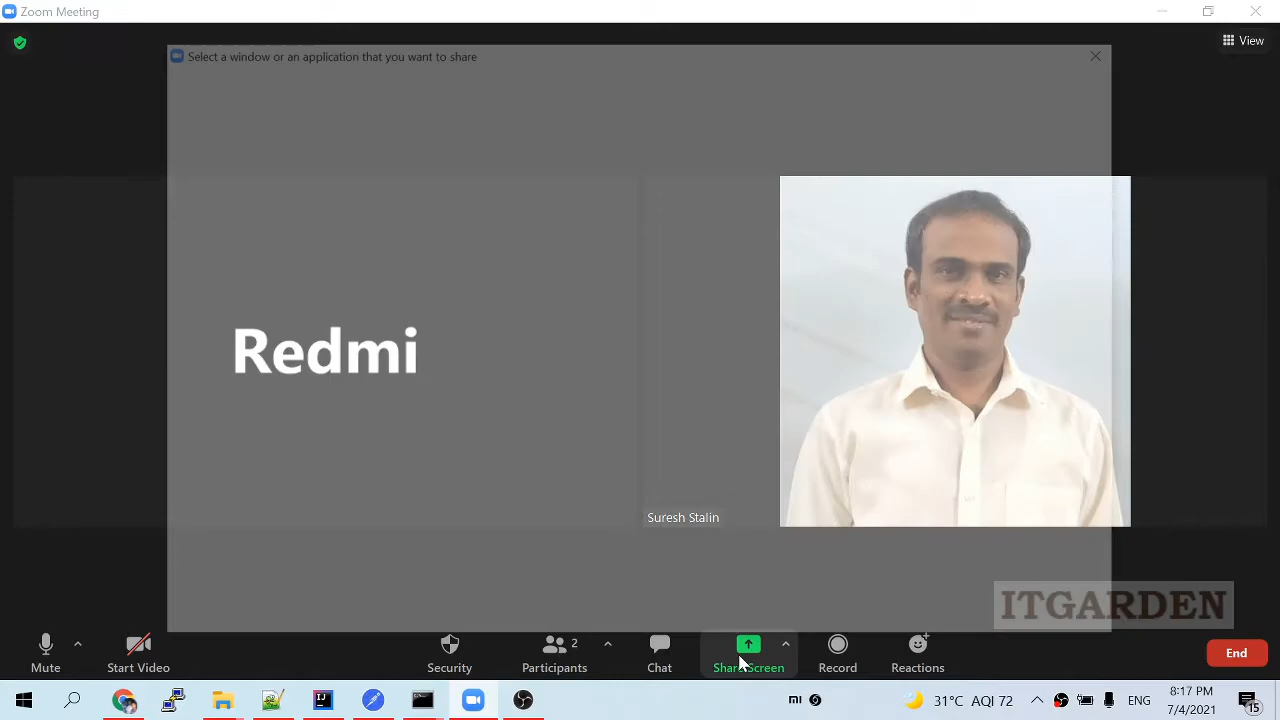 Zoom Meeting
View
Select a window or an application that you want to share
Redmi
Suresh Stalin
ITGARDEN
Mute
Start Video
Security
2
Participants
Chat
Share Screen
Record
Reactions
End
31°C AQI 72
ENG
8:17 PM
7/4/2021
15